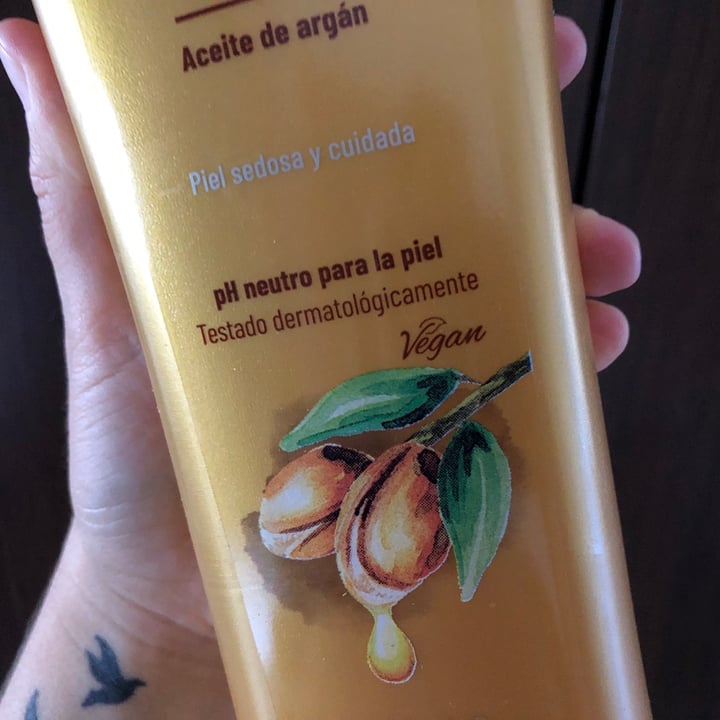 Aceite de argán
Piel sedosa y cuidada
pH neutro para la piel
Testado dermatológicamente
Vegan